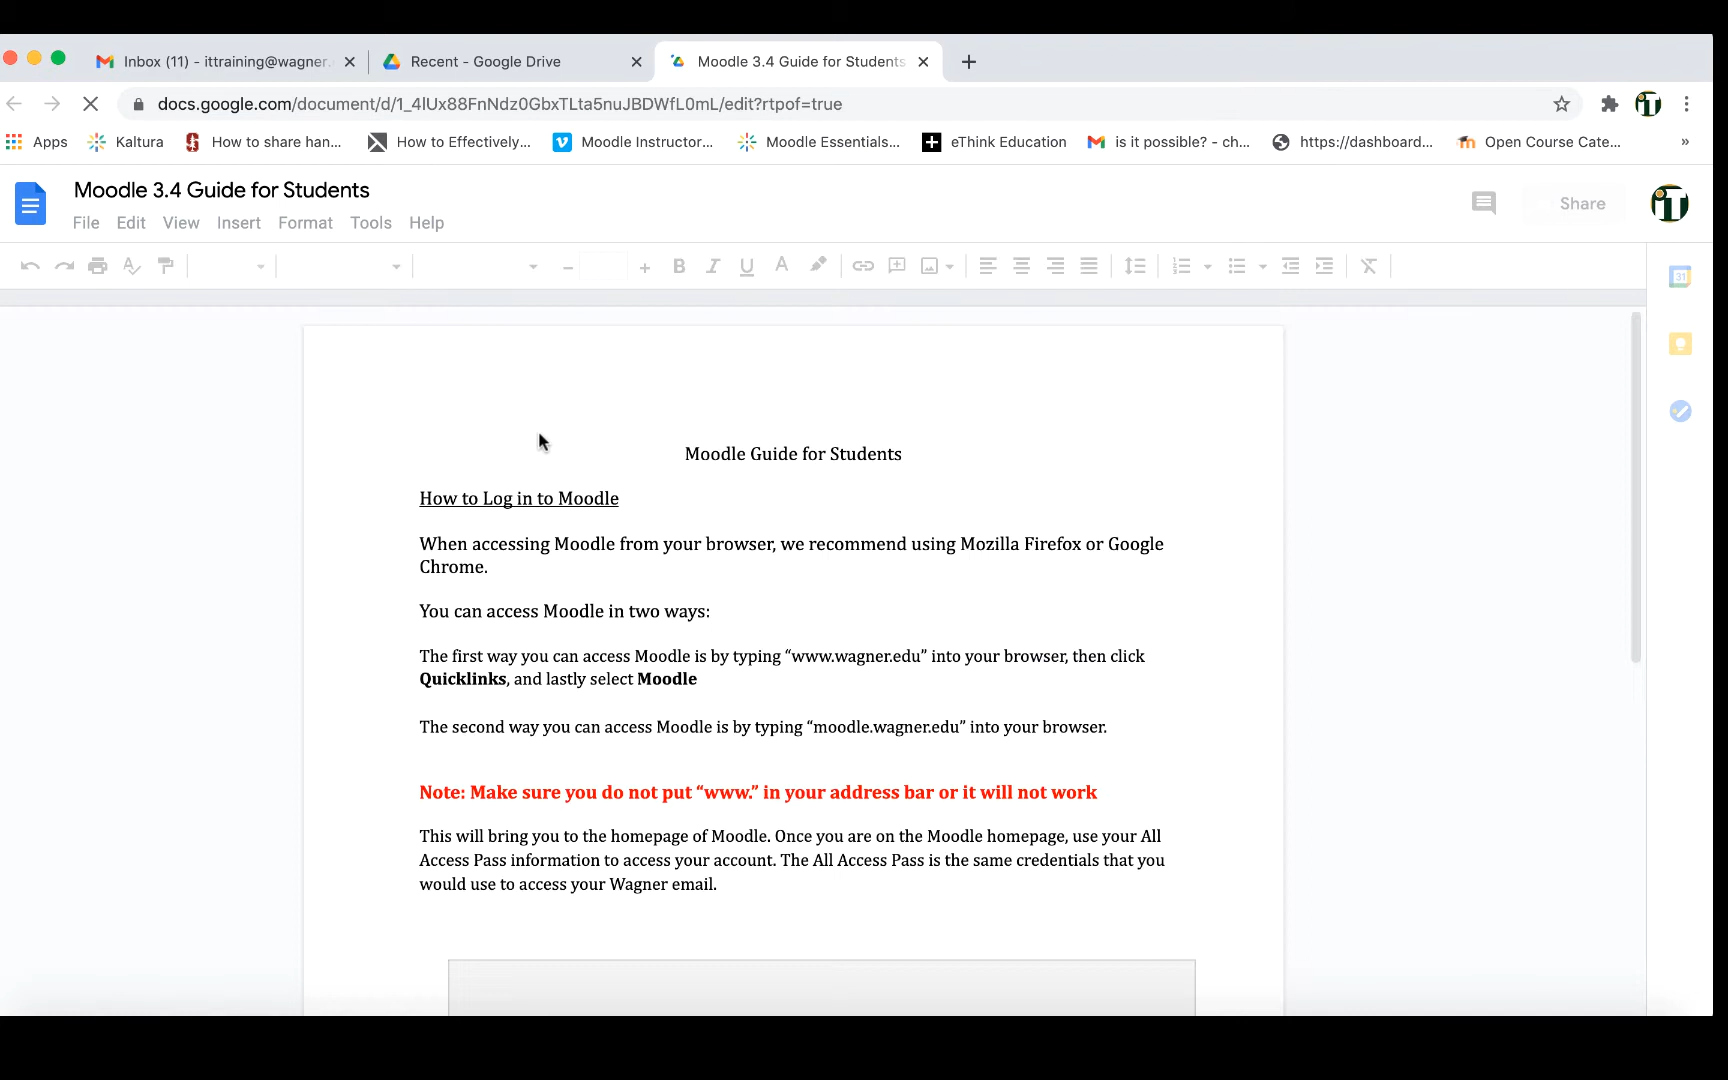 Inbox (11) - ittraining@wagner.
Recent - Google Drive
Moodle 3.4 Guide for Students
docs.google.com/document/d/1_4lUx88FnNdz0GbxTLta5nuJBDWfL0mL/edit?rtpof=true
Apps
Kaltura
How to share han...
How to Effectively...
Moodle Instructor...
Moodle Essentials...
eThink Education
is it possible? - ch...
https://dashboard...
Open Course Cate...
»
Moodle 3.4 Guide for Students
Share
File Edit View Insert Format Tools Help
31
Moodle Guide for Students
How to Log in to Moodle
When accessing Moodle from your browser, we recommend using Mozilla Firefox or Google
Chrome.
You can access Moodle in two ways:
The first way you can access Moodle is by typing “www.wagner.edu” into your browser, then click
Quicklinks, and lastly select Moodle
The second way you can access Moodle is by typing “moodle.wagner.edu” into your browser.
Note: Make sure you do not put “www.” in your address bar or it will not work
This will bring you to the homepage of Moodle. Once you are on the Moodle homepage, use your All
Access Pass information to access your account. The All Access Pass is the same credentials that you
would use to access your Wagner email.